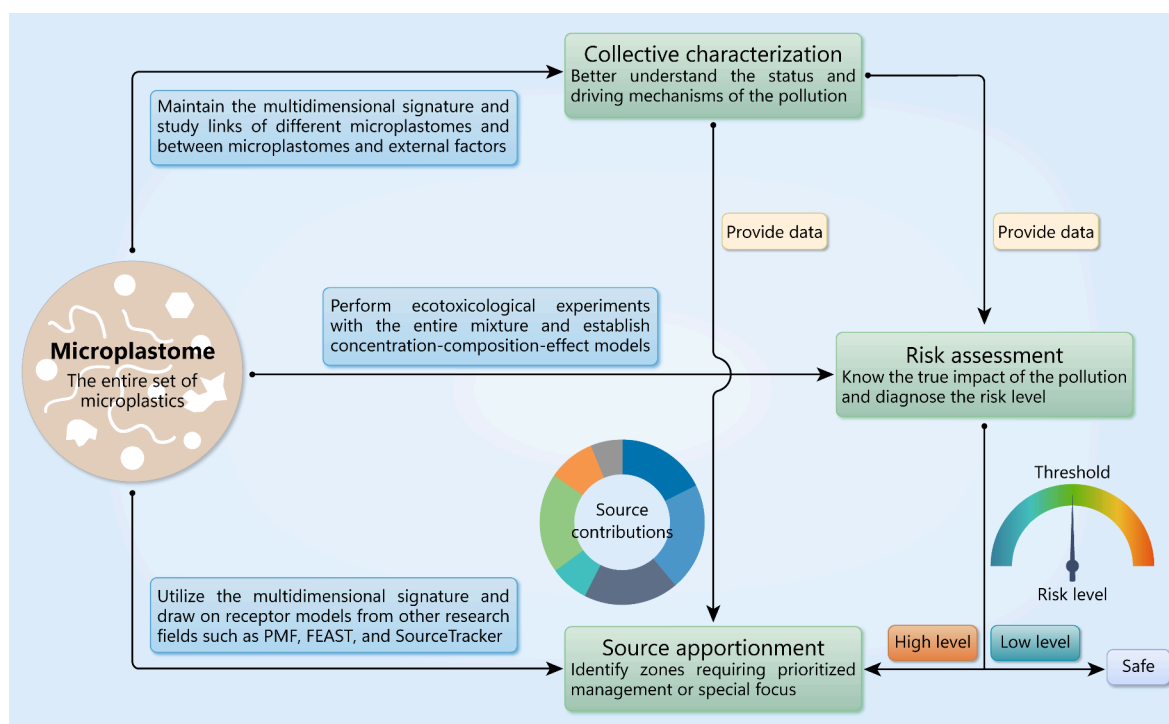 Collective characterization
Better understand the status and
driving mechanisms of the pollution
Maintain the multidimensional signature and
study links of different microplastomes and
between microplastomes and external factors
Provide data
Provide data
Perform ecotoxicological experiments
with the entire mixture and establish
concentration-composition-effect models
Microplastome
The entire set of
microplastics
Risk assessment
Know the true impact of the pollution
and diagnose the risk level
Source
contributions
Threshold
Risk level
Utilize the multidimensional signature and
draw on receptor models from other research
fields such as PMF, FEAST, and SourceTracker
Source apportionment
Identify zones requiring prioritized
management or special focus
High level
Low level
Safe